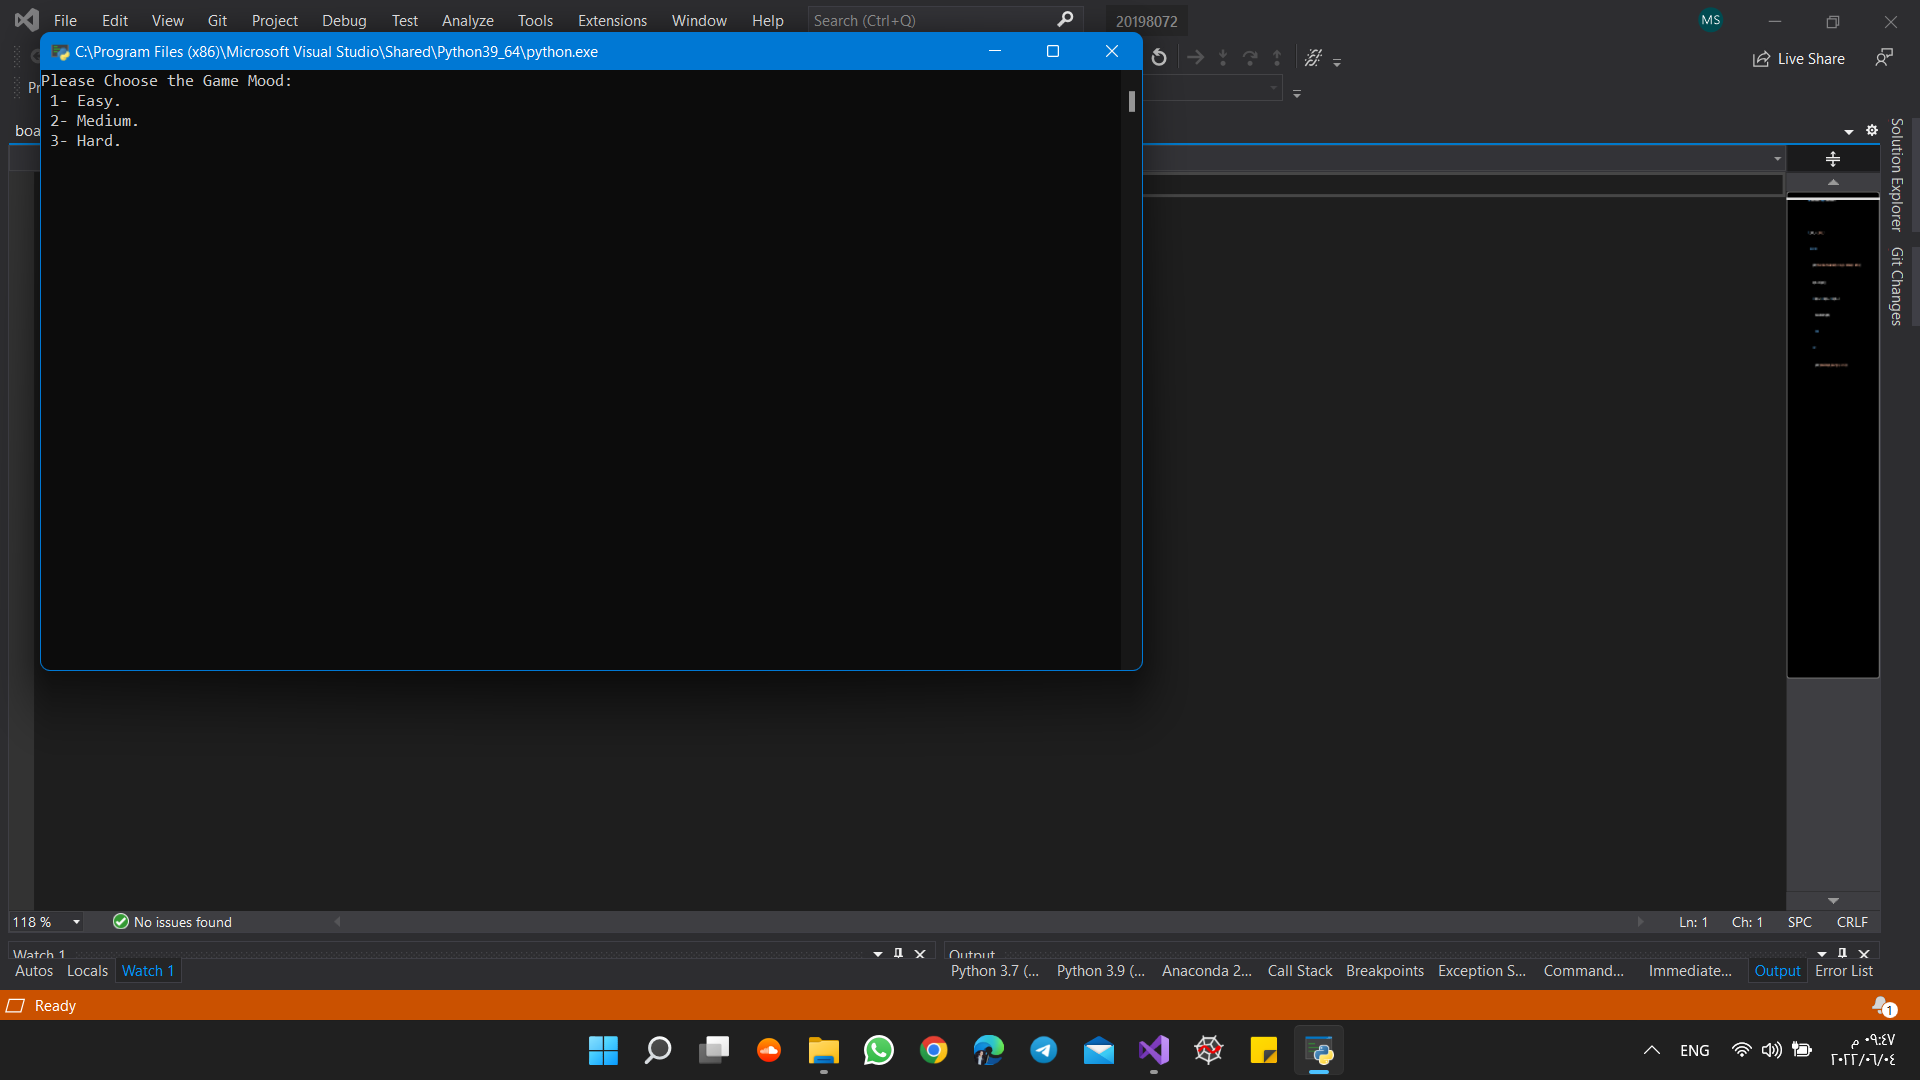 File Edit View Git Project Debug Test Analyze Tools Extensions Window Help Search (Ctrl+Q) 20198072 MS
C:\Program Files (x86)\Microsoft Visual Studio\Shared\Python39_64\python.exe
Live Share
Please Choose the Game Mood:
1- Easy.
2- Medium.
3- Hard.
Pr
boa
Solution Explorer
Git Changes
118 % No issues found Ln: 1 Ch: 1 SPC CRLF
Watch 1 Output
Autos Locals Watch 1 Python 3.7 (... Python 3.9 (... Anaconda 2... Call Stack Breakpoints Exception S... Command... Immediate... Output Error List
Ready 1
ENG
٠٩:٤٧ م
٢٠٢٢/٠٦/٠٤